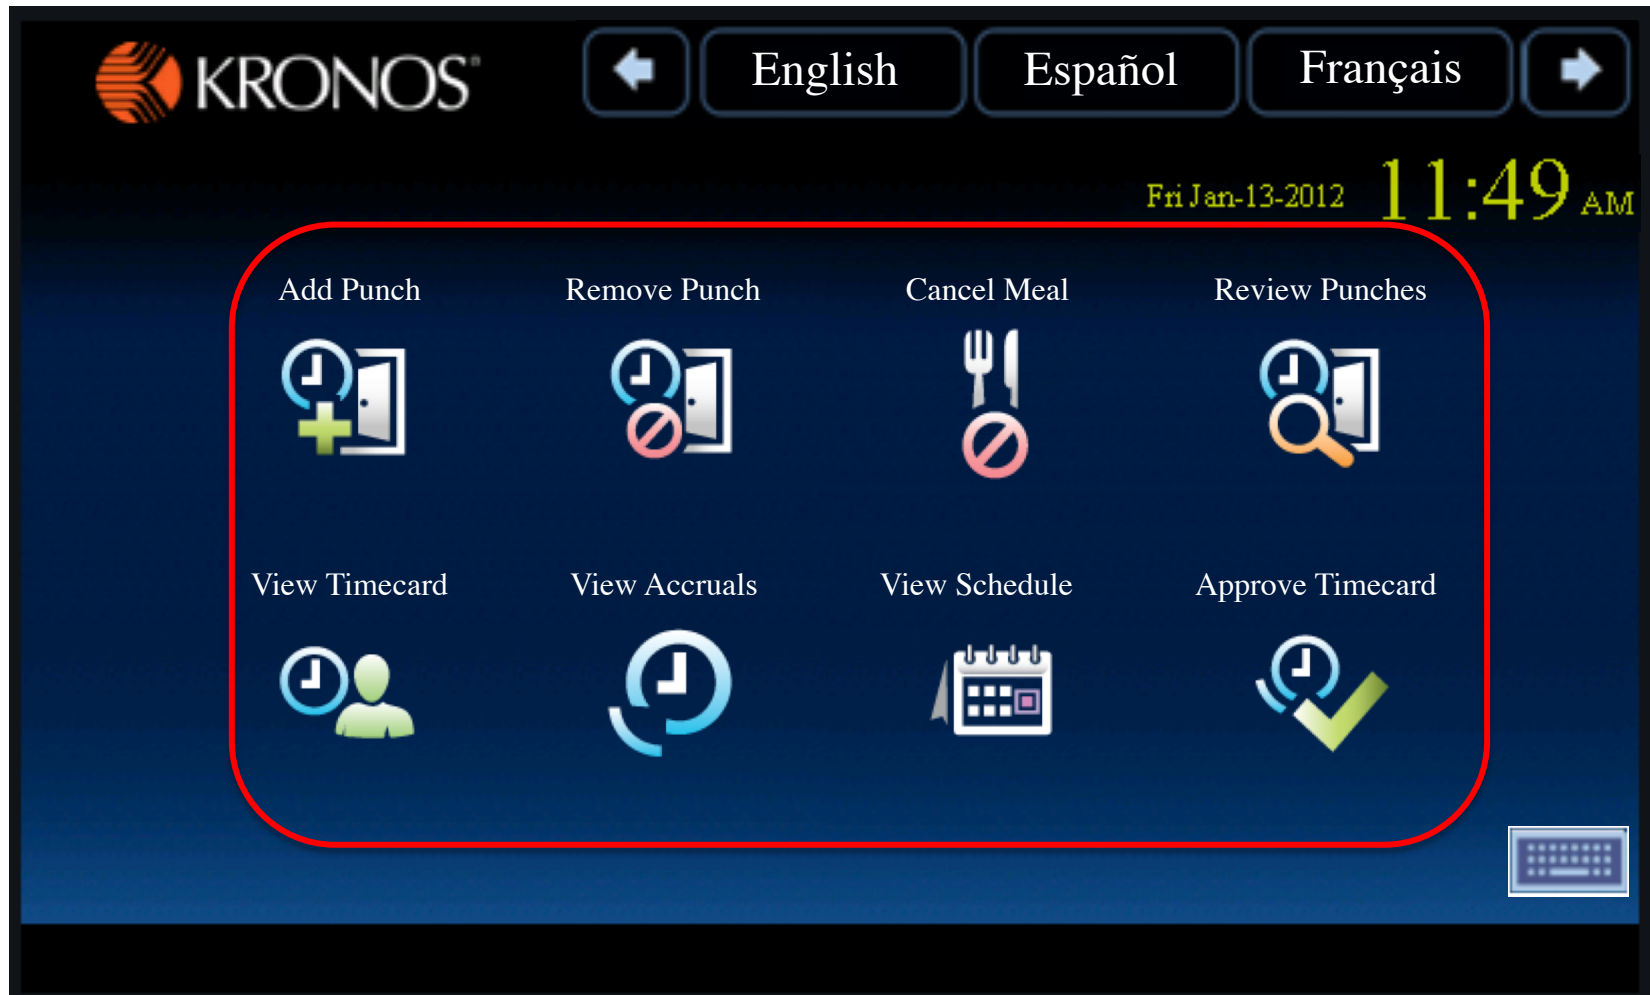 KRONOS®
English Español Français
Fri Jan-13-2012 11:49 AM
Add Punch Remove Punch Cancel Meal Review Punches
View Timecard View Accruals View Schedule Approve Timecard